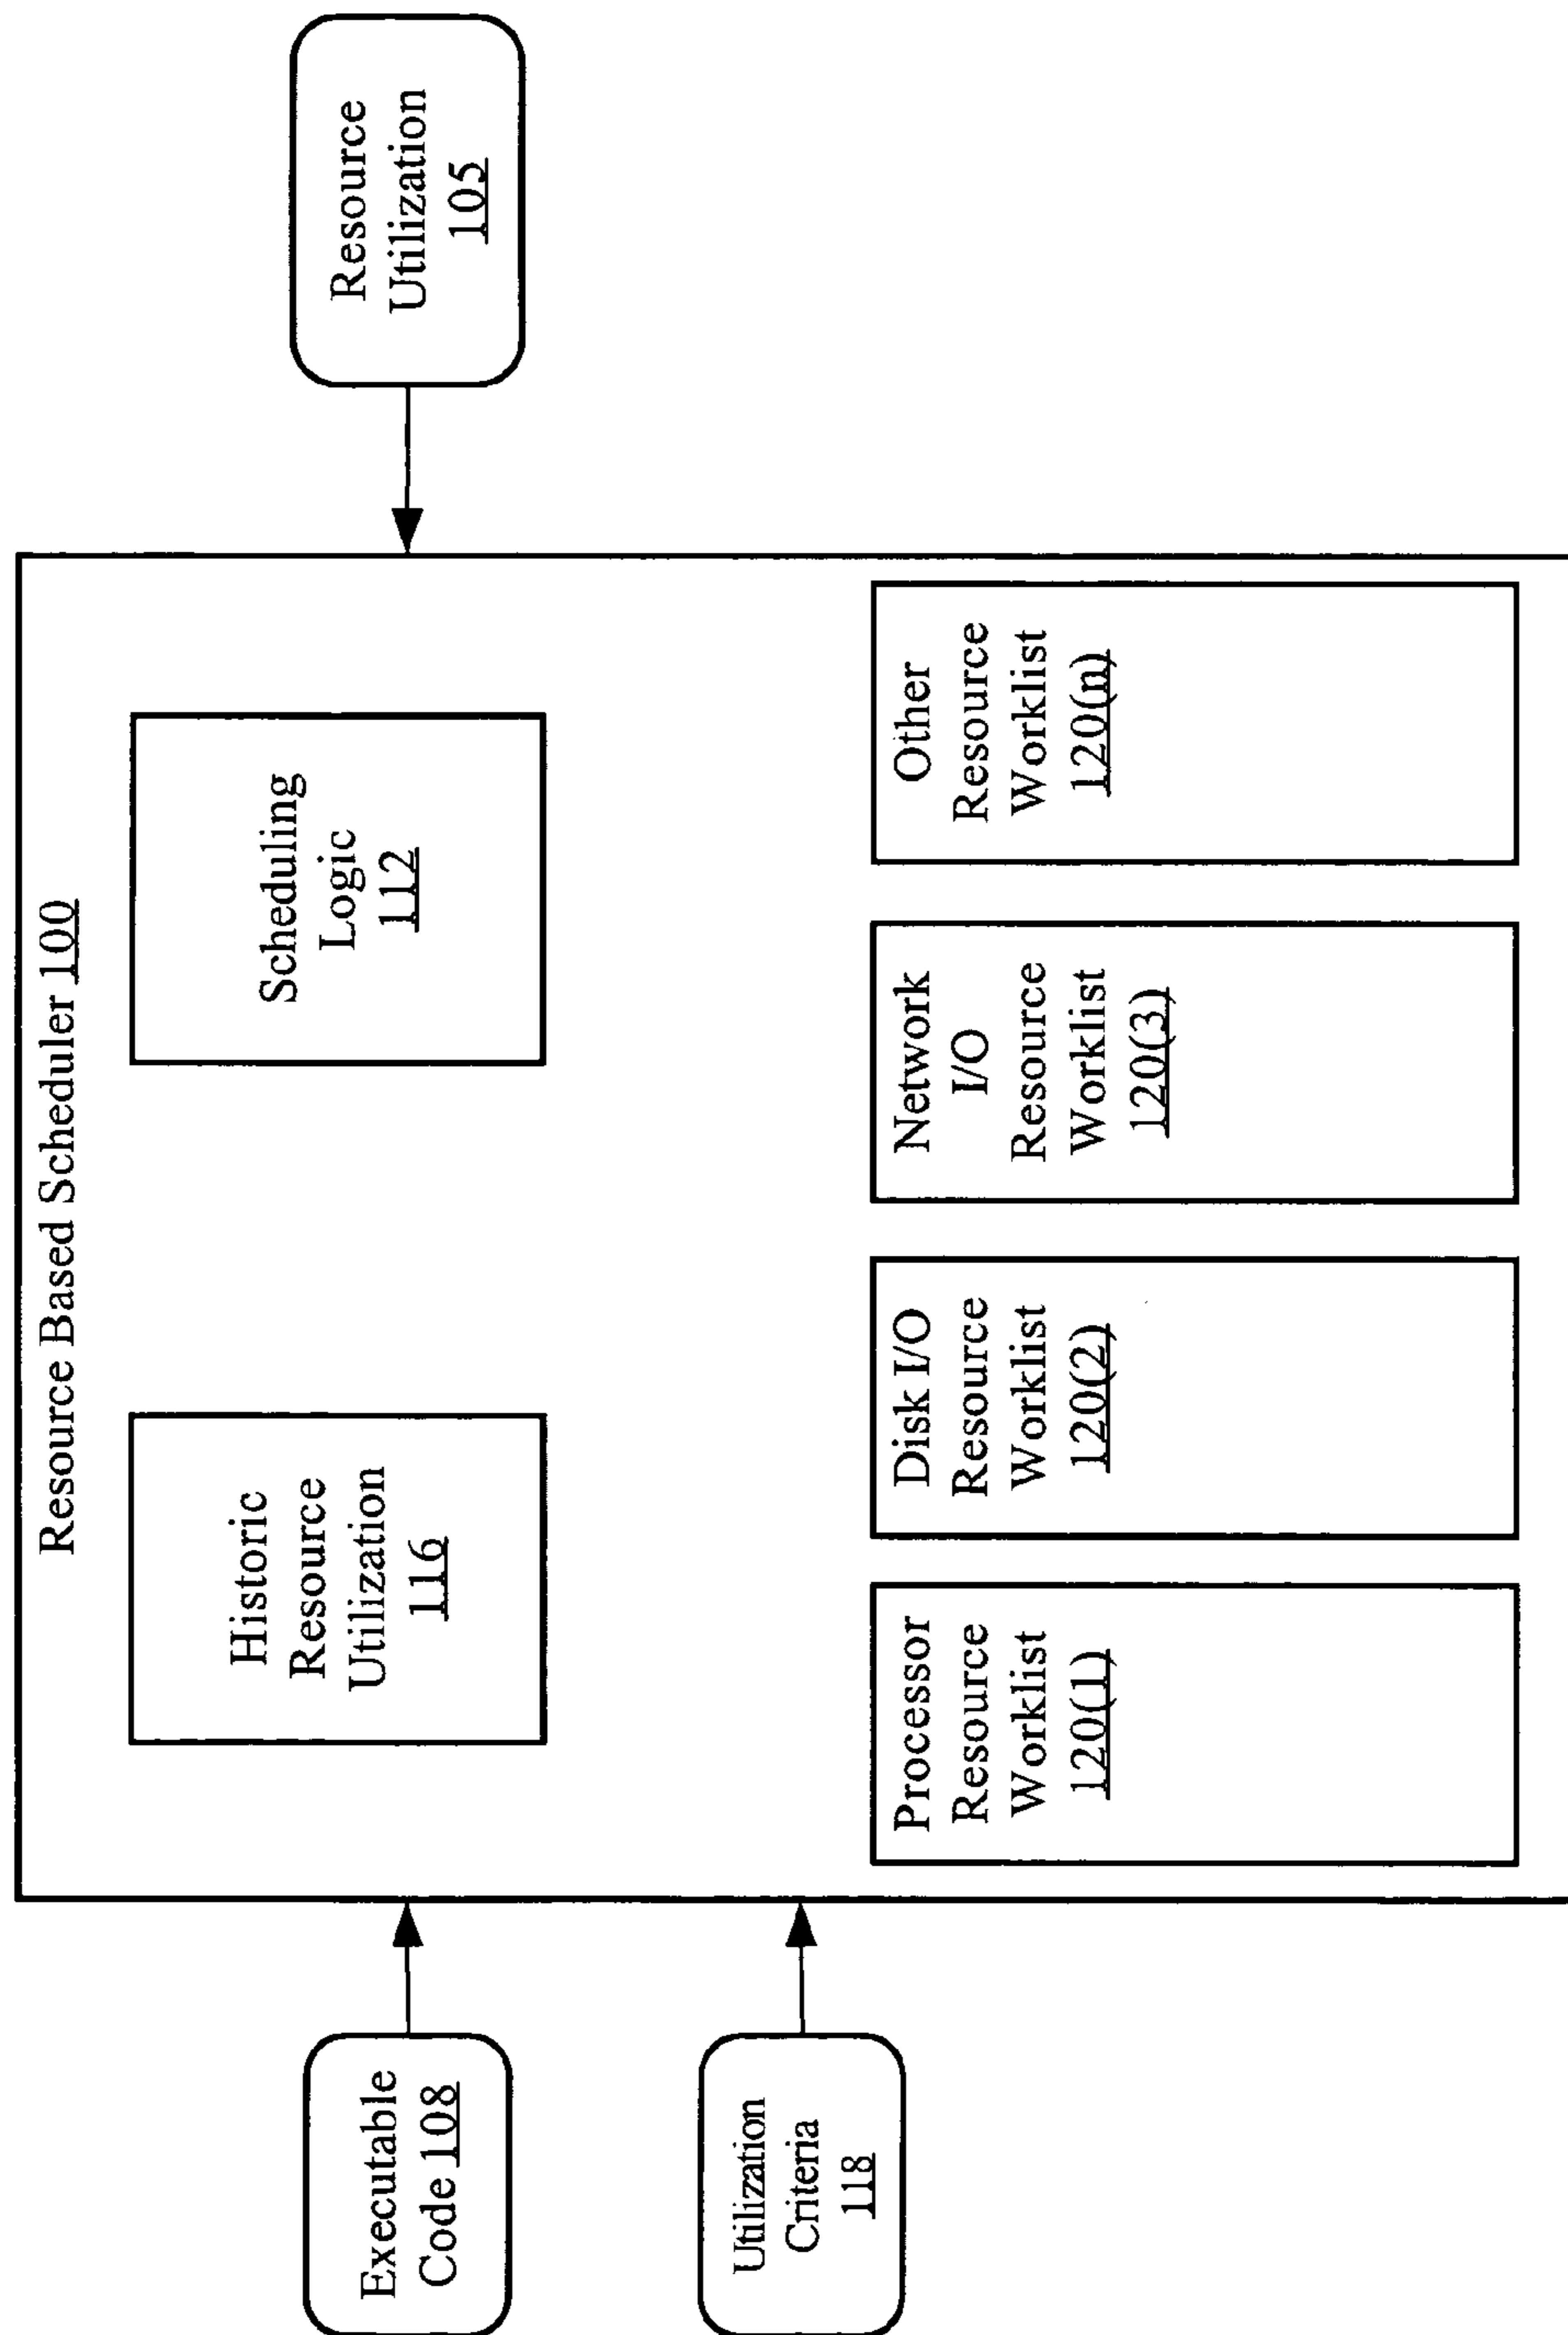 Resource Based Scheduler 100
Executable
Code 108
Utilization
Criteria
118
Historic
Resource
Utilization
116
Scheduling
Logic
112
Resource
Utilization
105
Processor
Resource
Worklist
120(1)
Disk I/O
Resource
Worklist
120(2)
Network
I/O
Resource
Worklist
120(3)
Other
Resource
Worklist
120(n)